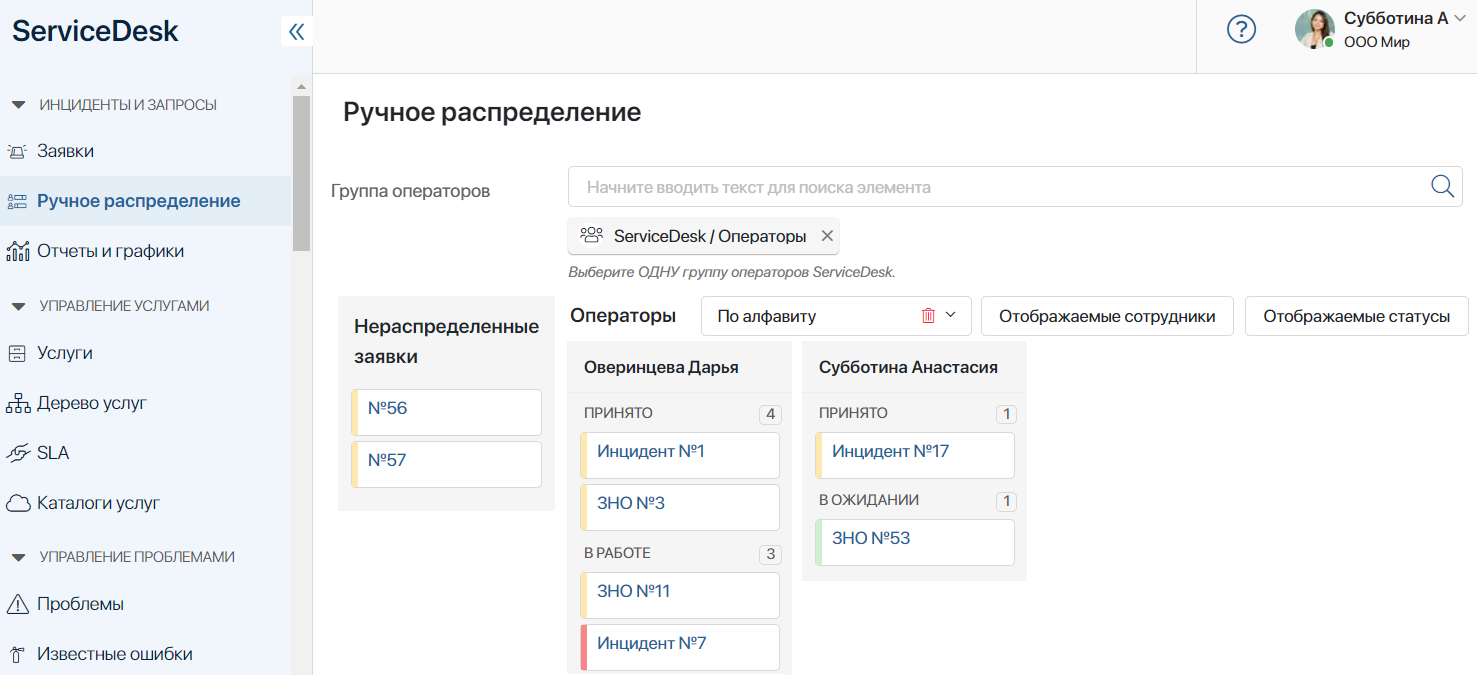 ServiceDesk
ИНЦИДЕНТЫ И ЗАПРОСЫ
Заявки
Ручное распределение
Отчеты и графики
УПРАВЛЕНИЕ УСЛУГАМИ
Услуги
Дерево услуг
SLA
Каталоги услуг
УПРАВЛЕНИЕ ПРОБЛЕМАМИ
Проблемы
Известные ошибки
?
Субботина А
ООО Мир
Ручное распределение
Группа операторов
Начните вводить текст для поиска элемента
ServiceDesk / Операторы
Выберите ОДНУ группу операторов ServiceDesk.
Нераспределенные
заявки
№56
№57
Операторы
По алфавиту
Отображаемые сотрудники
Отображаемые статусы
Оверинцева Дарья
ПРИНЯТО 4
Инцидент №1
ЗНО №3
В РАБОТЕ 3
ЗНО №11
Инцидент №7
Субботина Анастасия
ПРИНЯТО 1
Инцидент №17
В ОЖИДАНИИ 1
ЗНО №53